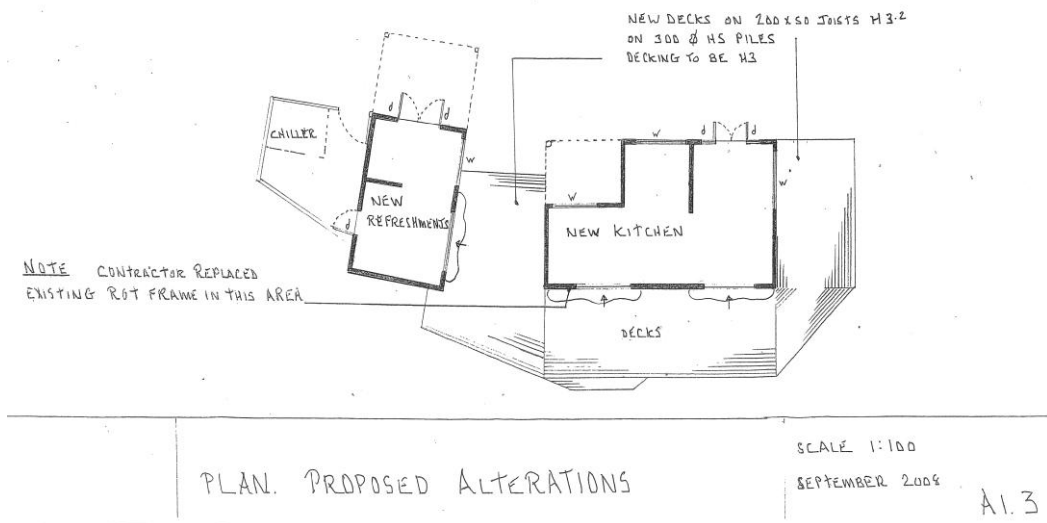 NEW DECKS ON 200 x 50 JOISTS H3.2
ON 300 Ø HS PILES
DECKING TO BE H3
d
d
CHILLER
w
d
d
w
w
w
NEW
REFRESHMENTS
NEW KITCHEN
d
NOTE CONTRACTOR REPLACED
EXISTING ROT FRAME IN THIS AREA
DECKS
PLAN. PROPOSED ALTERATIONS
SCALE 1:100
SEPTEMBER
A1.3